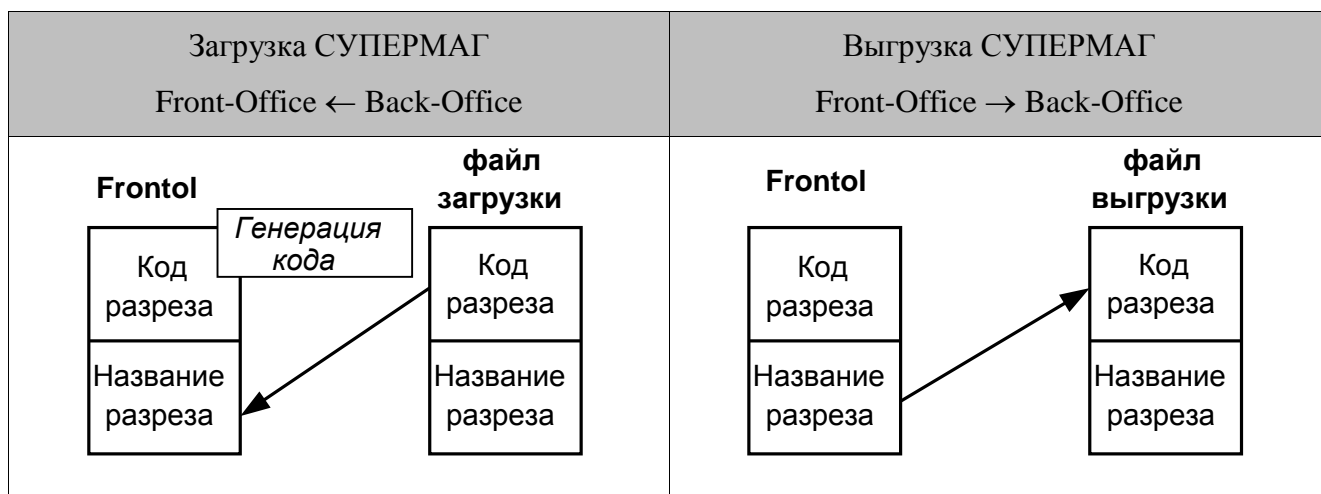 Загрузка СУПЕРМАГ
Front-Office ← Back-Office
Выгрузка СУПЕРМАГ
Front-Office → Back-Office
Frontol
файл
загрузки
Генерация
кода
Код
разреза
Код
разреза
Название
разреза
Название
разреза
Frontol
файл
выгрузки
Код
разреза
Код
разреза
Название
разреза
Название
разреза